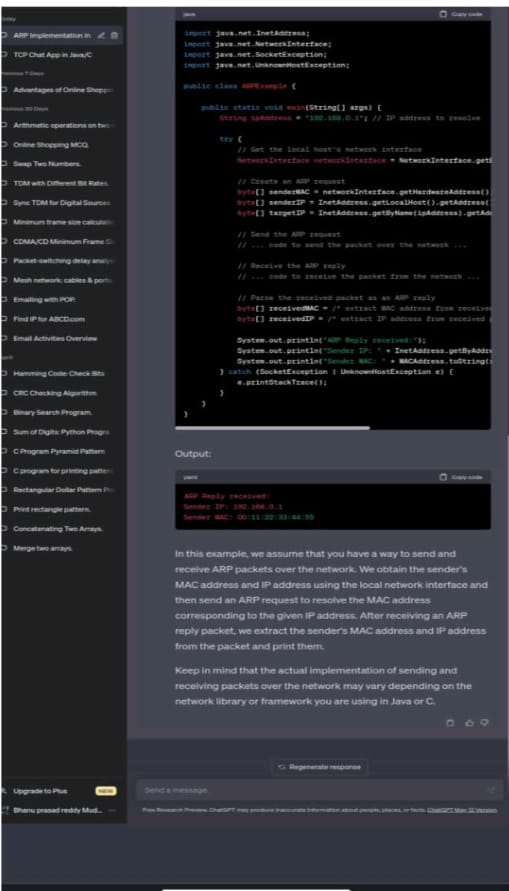 ARP Implementation in
TCP Chat App in Java/C
Previous 7 Days
Advantages of Online Shoppin
Previous 30 Days
Arithmetic operations on two
Online Shopping MCQ.
Swap Two Numbers.
TDM with Different Bit Rates.
Sync TDM for Digital Sources
Minimum frame size calculatio
CDMA/CD Minimum Frame Si
Packet-switching delay analys
Mesh network: cables & ports
Emailing with POP.
Find IP for ABCD.com
Email Activities Overview
April
Hamming Code: Check Bits
CRC Checking Algorithm
Binary Search Program.
Sum of Digits: Python Progra
C Program Pyramid Pattern
C program for printing pattern
Rectangular Dollar Pattern Pro
Print rectangle pattern.
Concatenating Two Arrays.
Merge two arrays.
Upgrade to Plus NEW
Bhanu prasad reddy Mud...
java Copy code
import java.net.InetAddress;
import java.net.NetworkInterface;
import java.net.SocketException;
import java.net.UnknownHostException;
public class ARPExample {
public static void main(String[] args) {
String ipAddress = "192.168.0.1"; // IP address to resolve
try {
// Get the local host's network interface
NetworkInterface networkInterface = NetworkInterface.getB
// Create an ARP request
byte[] senderMAC = networkInterface.getHardwareAddress()
byte[] senderIP = InetAddress.getLocalHost().getAddress(
byte[] targetIP = InetAddress.getByName(ipAddress).getAdd
// Send the ARP request
// ... code to send the packet over the network ...
// Receive the ARP reply
// ... code to receive the packet from the network ...
// Parse the received packet as an ARP reply
byte[] receivedMAC = /* extract MAC address from receive
byte[] receivedIP = /* extract IP address from received
System.out.println("ARP Reply received:");
System.out.println("Sender IP: " + InetAddress.getByAddre
System.out.println("Sender MAC: " + MACAddress.toString(
} catch (SocketException | UnknownHostException e) {
e.printStackTrace();
}
}
}
Output:
yaml Copy code
ARP Reply received:
Sender IP: 192.168.0.1
Sender MAC: 00:11:22:33:44:55
In this example, we assume that you have a way to send and
receive ARP packets over the network. We obtain the sender's
MAC address and IP address using the local network interface and
then send an ARP request to resolve the MAC address
corresponding to the given IP address. After receiving an ARP
reply packet, we extract the sender's MAC address and IP address
from the packet and print them.
Keep in mind that the actual implementation of sending and
receiving packets over the network may vary depending on the
network library or framework you are using in Java or C.
Regenerate response
Send a message.
Free Research Preview. ChatGPT may produce inaccurate information about people, places, or facts. ChatGPT May 12 Version